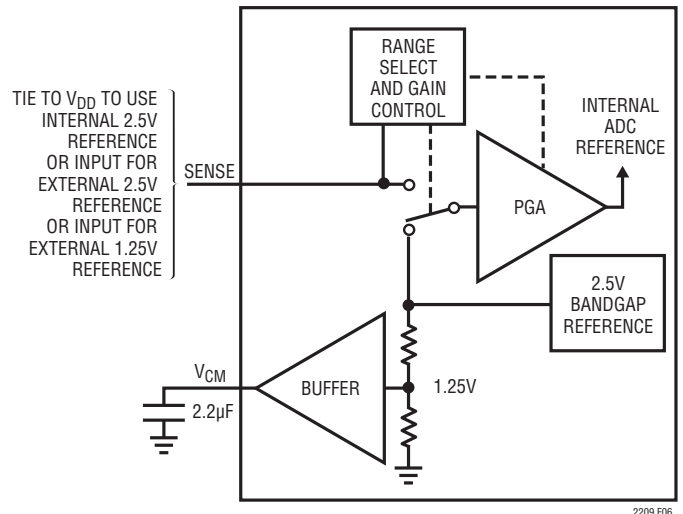 RANGE
SELECT
AND GAIN
CONTROL
TIE TO VDD TO USE
INTERNAL 2.5V
REFERENCE
OR INPUT FOR
EXTERNAL 2.5V
REFERENCE
OR INPUT FOR
EXTERNAL 1.25V
REFERENCE
SENSE
INTERNAL
ADC
REFERENCE
PGA
2.5V
BANDGAP
REFERENCE
VCM
BUFFER
1.25V
2.2µF
2209 F06